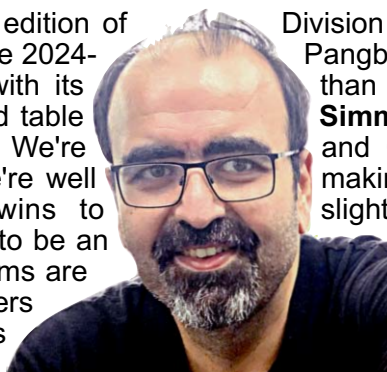 edition of
e 2024-
with its
d table
We're
e're well
wins to
to be an
ms are
ers
s
Division
Pangb
than
Simm
and
makin
slight